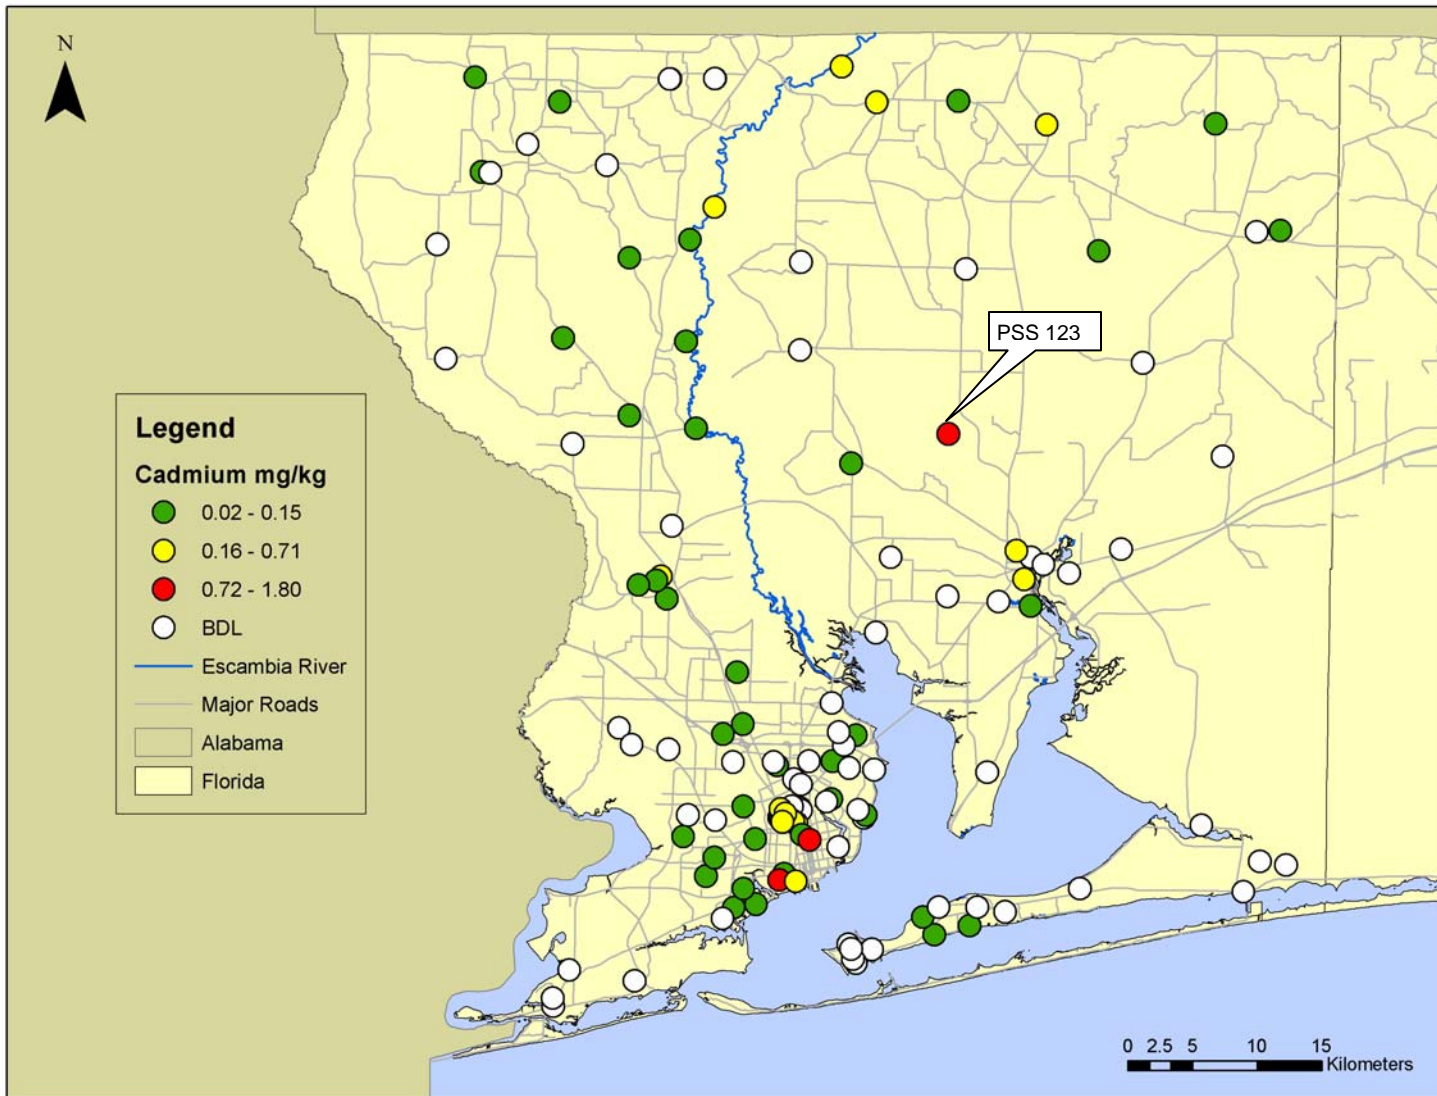 N
PSS 123
Legend
Cadmium mg/kg
0.02 - 0.15
0.16 - 0.71
0.72 - 1.80
BDL
Escambia River
Major Roads
Alabama
Florida
0 2.5 5 10 15
Kilometers